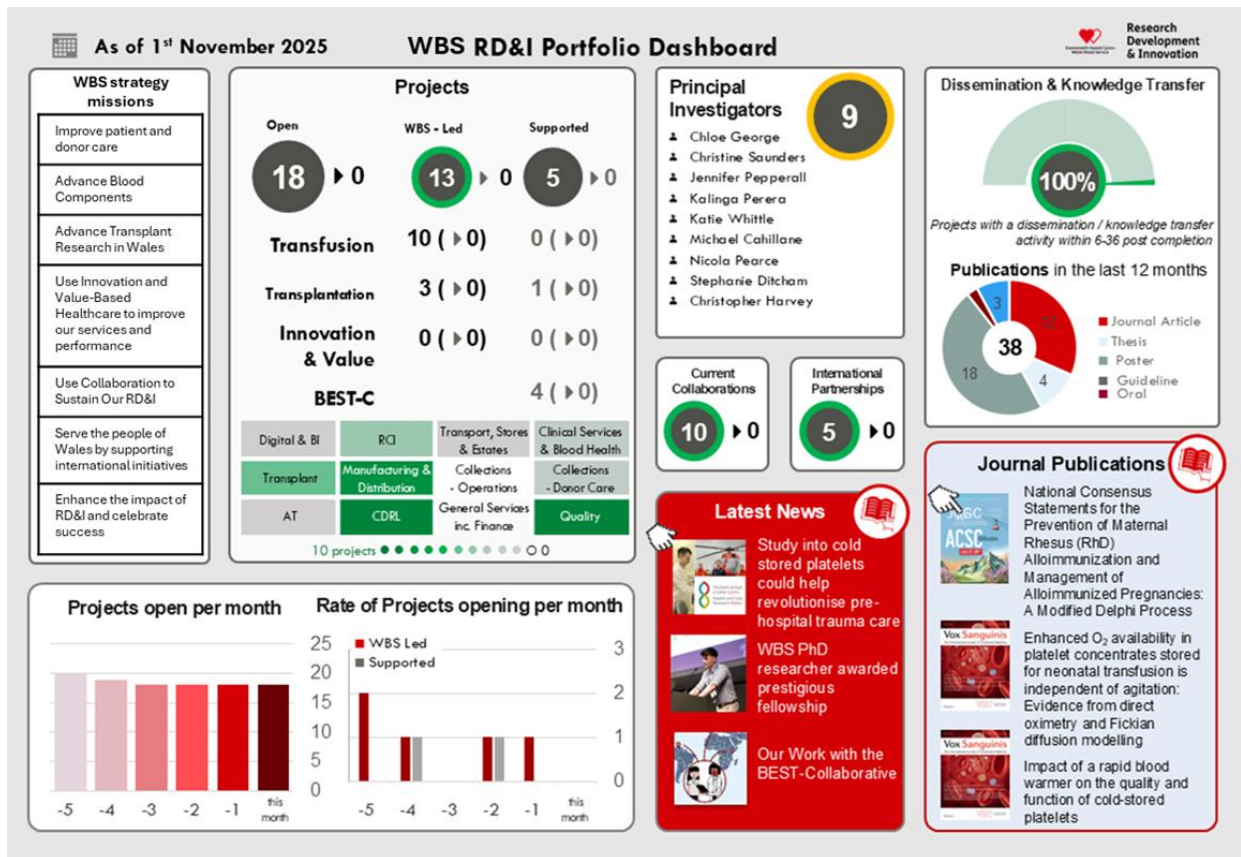 As of 1st November 2025
WBS RD&I Portfolio Dashboard
Research
Development
& Innovation
WBS strategy
missions
Improve patient and
donor care
Advance Blood
Components
Advance Transplant
Research in Wales
Use Innovation and
Value-Based
Healthcare to improve
our services and
performance
Use Collaboration to
Sustain Our RD&I
Serve the people of
Wales by supporting
international initiatives
Enhance the impact of
RD&I and celebrate
success
Projects
Open WBS - Led Supported
18 0 13 0 5 0
Transfusion 10 ( 0) 0 ( 0)
Transplantation 3 ( 0) 1 ( 0)
Innovation
& Value 0 ( 0) 0 ( 0)
BEST-C 4 ( 0)
Digital & BI
RCI
Transport, Stores
& Estates
Clinical Services
& Blood Health
Transplant
Manufacturing &
Distribution
Collections
- Operations
Collections
- Donor Care
AT
CDRL
General Services
inc. Finance
Quality
10 projects 0
Principal
Investigators
9
Chloe George
Christine Saunders
Jennifer Pepperall
Kalinga Perera
Katie Whittle
Michael Cahillane
Nicola Pearce
Stephanie Ditcham
Christopher Harvey
Current
Collaborations
10 0
International
Partnerships
5 0
Dissemination & Knowledge Transfer
100%
Projects with a dissemination / knowledge transfer
activity within 6-36 post completion
Publications in the last 12 months
3
12
38
18
4
Journal Article
Thesis
Poster
Guideline
Oral
Projects open per month
25
20
15
10
5
0
-5 -4 -3 -2 -1 this
month
Rate of Projects opening per month
WBS Led
Supported
3
2
1
0
-5 -4 -3 -2 -1 this
month
Latest News
Study into cold
stored platelets
could help
revolutionise pre-
hospital trauma care
WBS PhD
researcher awarded
prestigious
fellowship
Our Work with the
BEST-Collaborative
Journal Publications
ACSC
National Consensus
Statements for the
Prevention of Maternal
Rhesus (RhD)
Alloimmunization and
Management of
Alloimmunized Pregnancies:
A Modified Delphi Process
Vox Sanguinis
Enhanced O2 availability in
platelet concentrates stored
for neonatal transfusion is
independent of agitation:
Evidence from direct
oximetry and Fickian
diffusion modelling
Vox Sanguinis
Impact of a rapid blood
warmer on the quality and
function of cold-stored
platelets